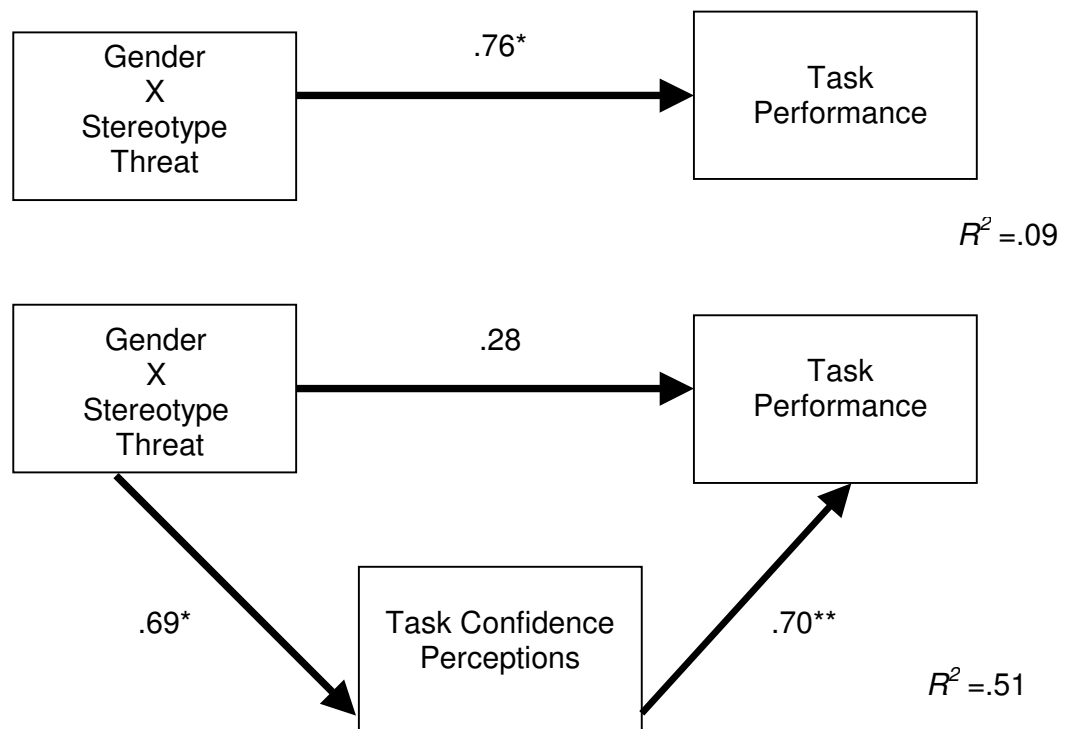 Gender
X
Stereotype
Threat
.76*
Task
Performance
R² =.09
Gender
X
Stereotype
Threat
.28
Task
Performance
.69*
Task Confidence
Perceptions
.70**
R² =.51